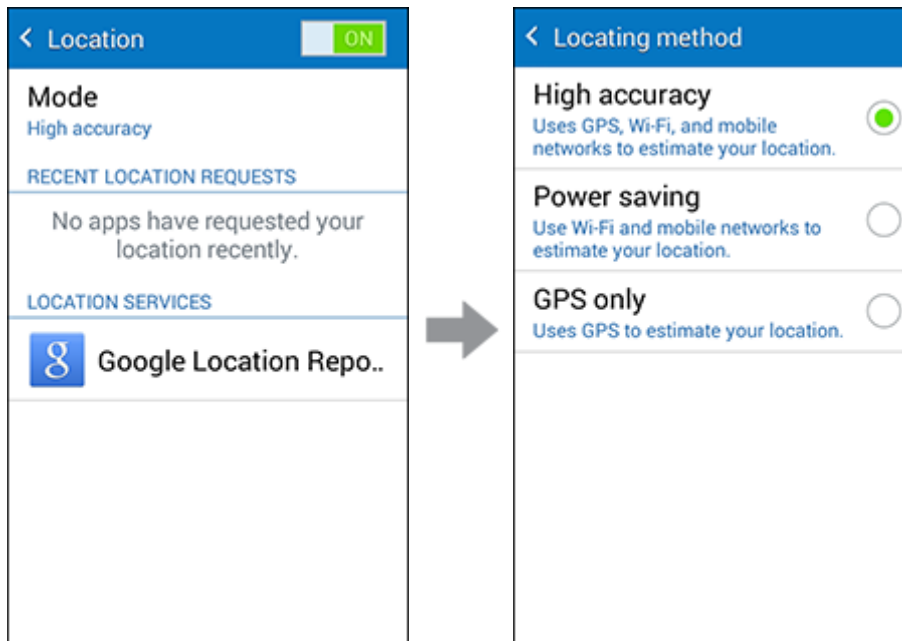 Location
ON
Mode
High accuracy
RECENT LOCATION REQUESTS
No apps have requested your
location recently.
LOCATION SERVICES
g
Google Location Repo..
Locating method
High accuracy
Uses GPS, Wi-Fi, and mobile
networks to estimate your location.
Power saving
Use Wi-Fi and mobile networks to
estimate your location.
GPS only
Uses GPS to estimate your location.